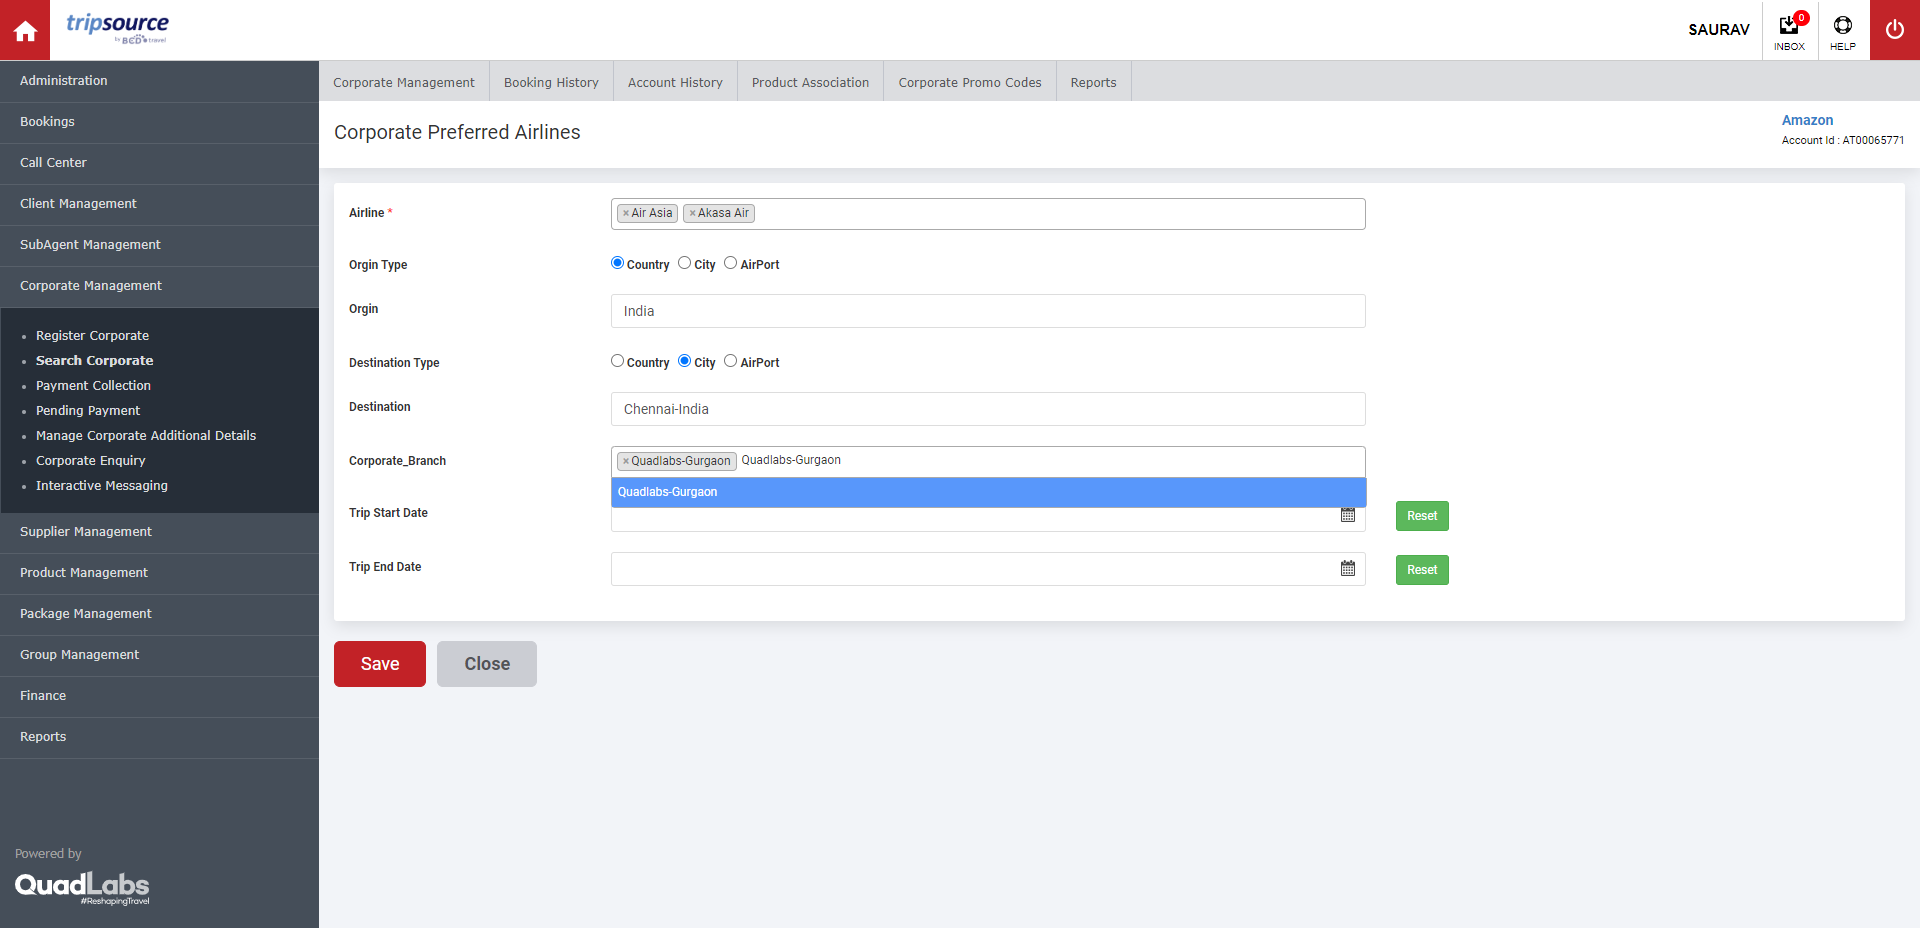 tripsource
by BCD travel
SAURAV
0
INBOX
HELP
Administration
Bookings
Call Center
Client Management
SubAgent Management
Corporate Management
Register Corporate
Search Corporate
Payment Collection
Pending Payment
Manage Corporate Additional Details
Corporate Enquiry
Interactive Messaging
Supplier Management
Product Management
Package Management
Group Management
Finance
Reports
Powered by
QuadLabs
#ReshapingTravel
Corporate Management Booking History Account History Product Association Corporate Promo Codes Reports
Corporate Preferred Airlines
Amazon
Account Id : AT00065771
Airline * × Air Asia × Akasa Air
Orgin Type Country City AirPort
Orgin India
Destination Type Country City AirPort
Destination Chennai-India
Corporate_Branch × Quadlabs-Gurgaon Quadlabs-Gurgaon
Quadlabs-Gurgaon
Trip Start Date Reset
Trip End Date Reset
Save Close